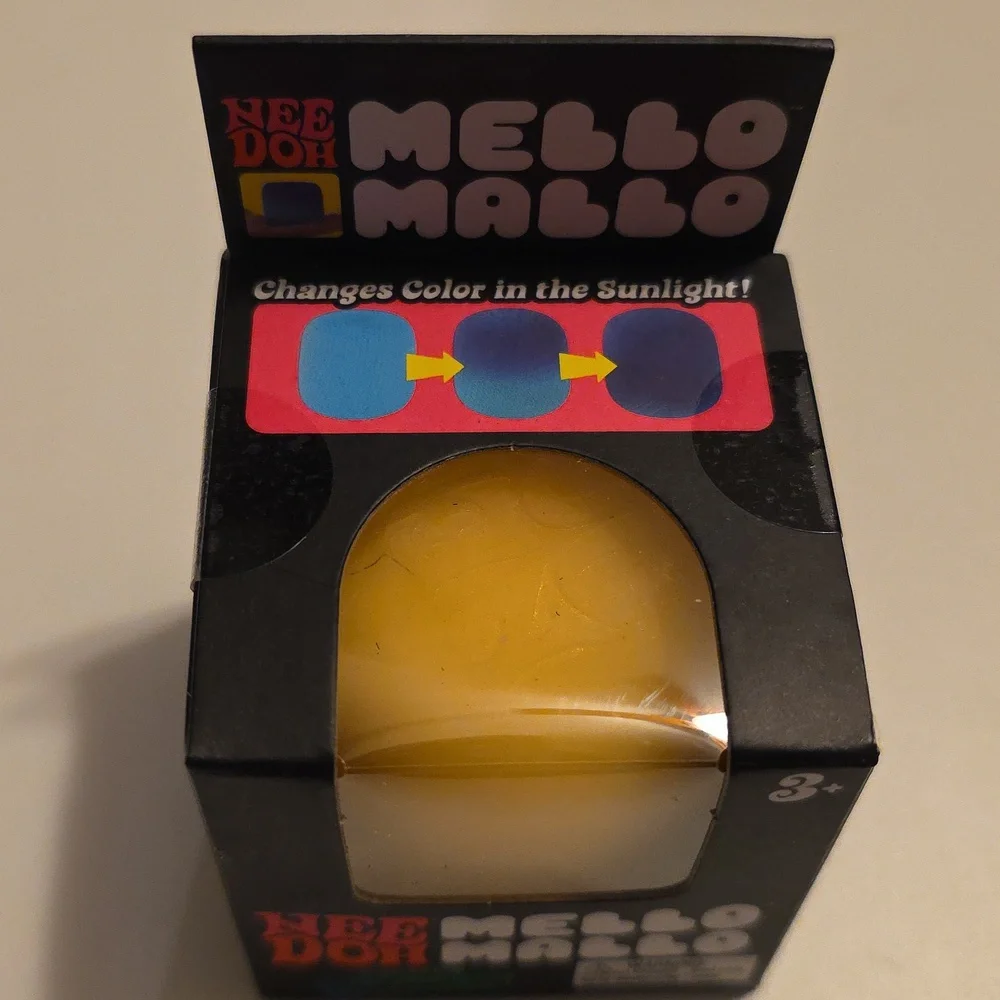 NEE
DOH
MELLO
MALLO
Changes Color in the Sunlight!
3+
NEE
DOH
MELLO
MALLO